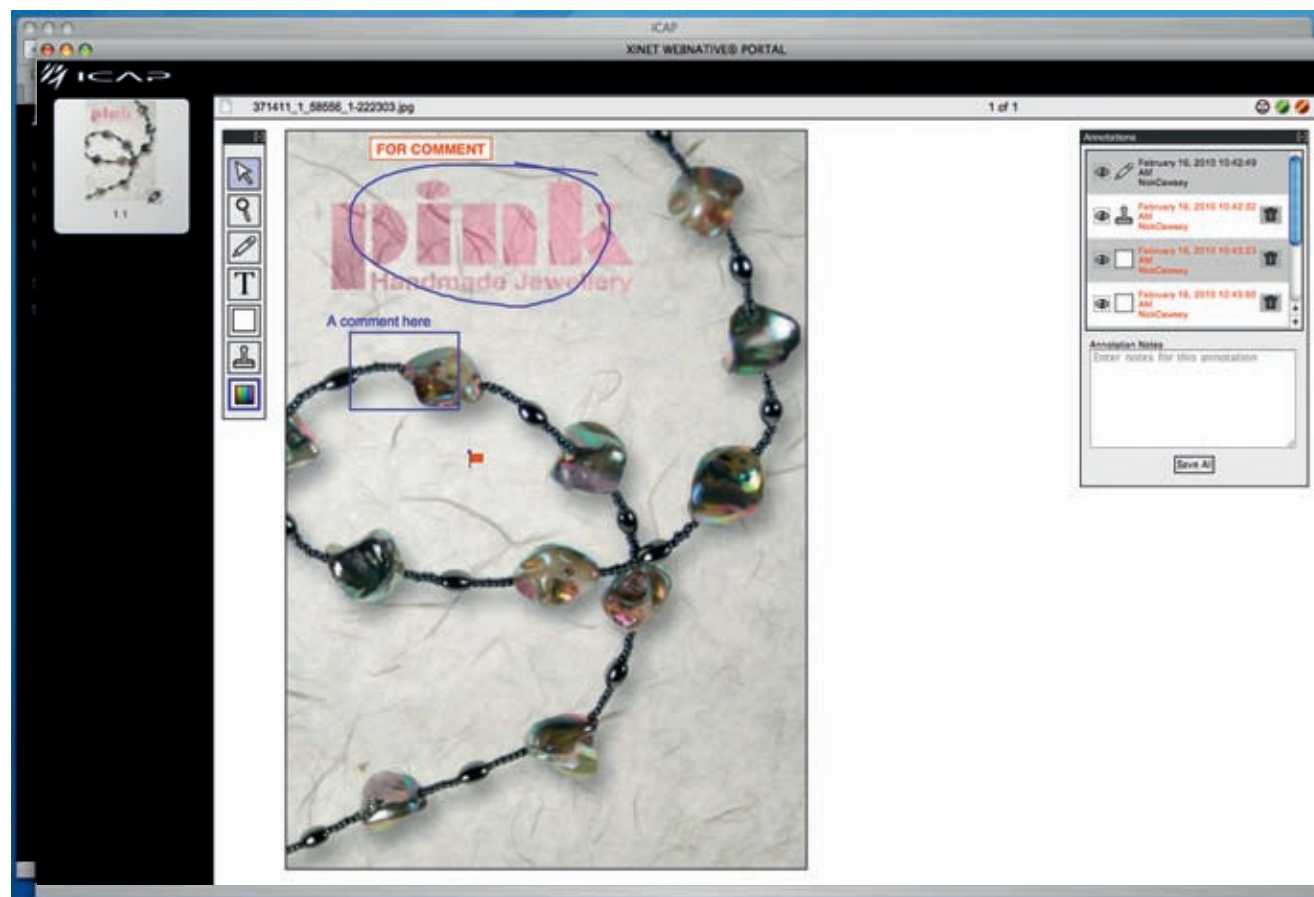 ICAP
XINET WEBNATIVE® PORTAL
ICAP
371411_1_58556_1-222303.jpg
1 of 1
pink
1 1
FOR COMMENT
pink
Handmade Jewellery
A comment here
T
Annotations
February 16, 2010 10:42:49
AM
NickCawsey
February 16, 2010 10:42:52
AM
NickCawsey
February 16, 2010 10:43:23
AM
NickCawsey
February 16, 2010 10:43:50
AM
NickCawsey
Annotation Notes
Enter notes for this annotation
Save All